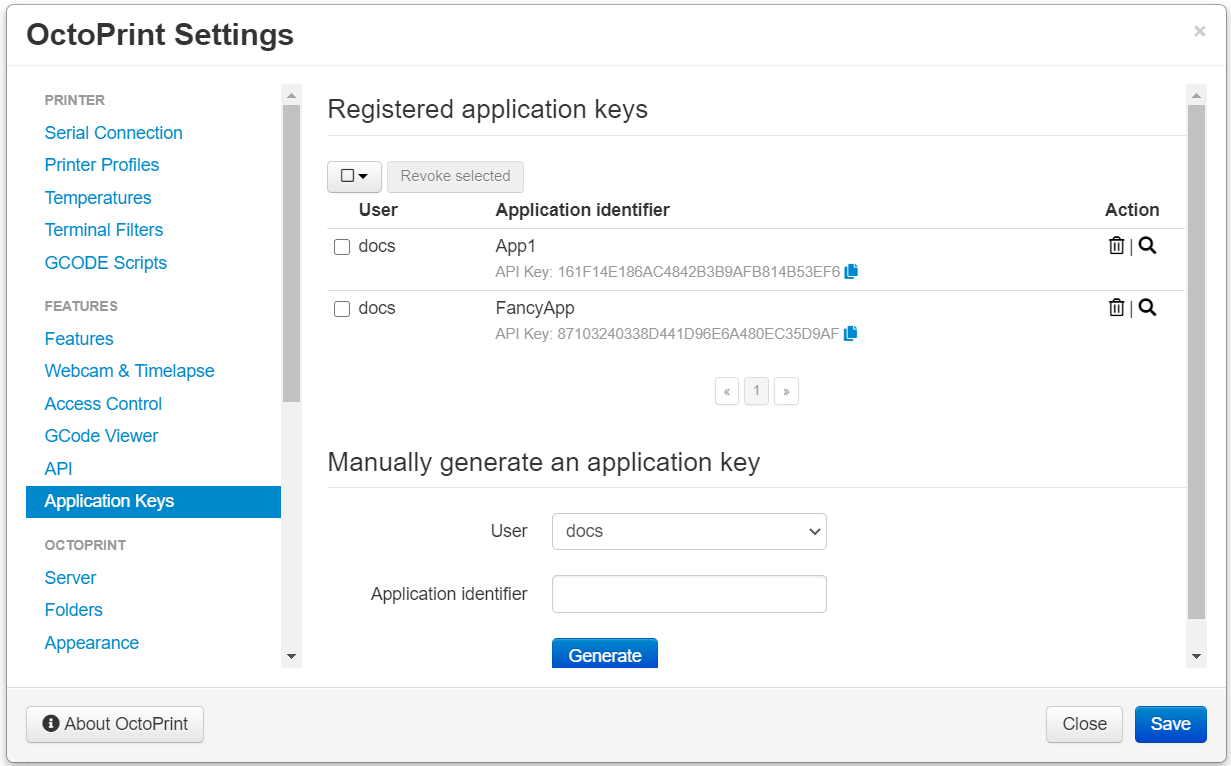 OctoPrint Settings
×
PRINTER
Serial Connection
Printer Profiles
Temperatures
Terminal Filters
GCODE Scripts
FEATURES
Features
Webcam & Timelapse
Access Control
GCode Viewer
API
Application Keys
OCTOPRINT
Server
Folders
Appearance
Registered application keys
Revoke selected
User Application identifier Action
docs App1 |
API Key: 161F14E186AC4842B3B9AFB814B53EF6
docs FancyApp |
API Key: 87103240338D441D96E6A480EC35D9AF
« 1 »
Manually generate an application key
User docs
Application identifier
Generate
About OctoPrint
Close Save